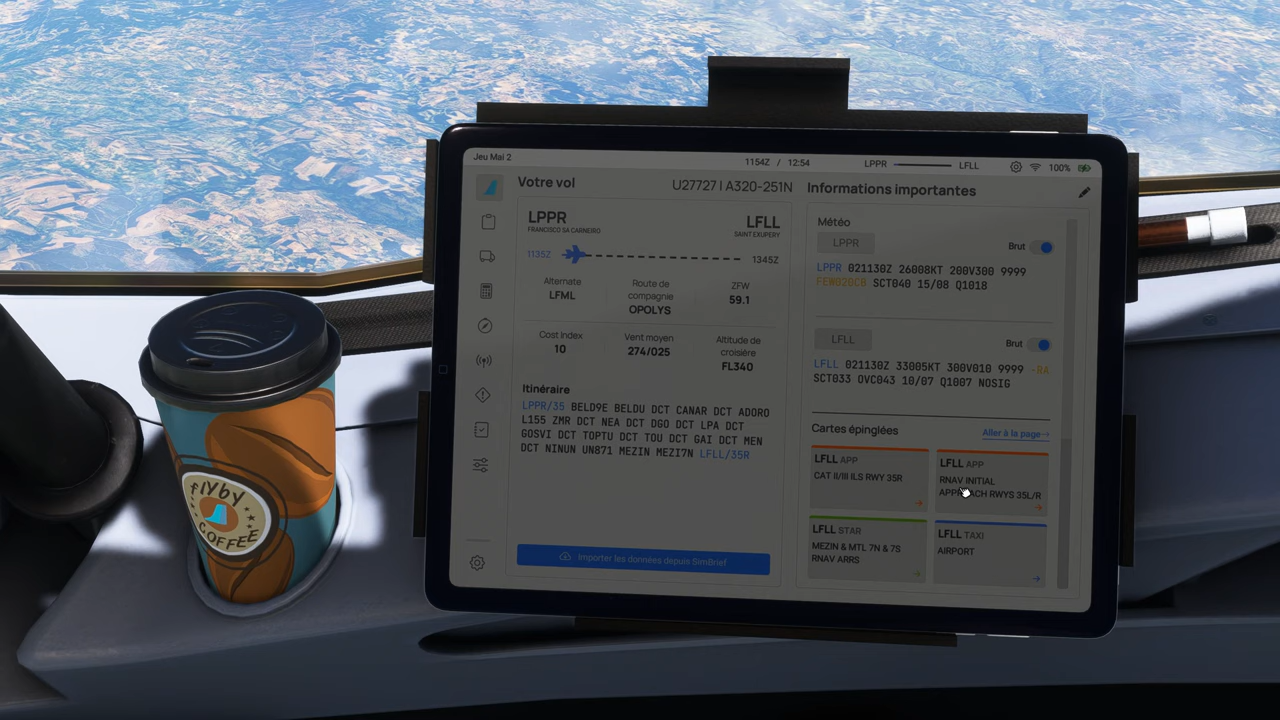 Jeu Mai 2
1154Z / 12:54
LPPR
LFLL
100%
Votre vol
U27727 | A320-251N
LPPR
FRANCISCO SA CARNEIRO
LFLL
SAINT EXUPERY
1135Z
1345Z
Alternate
LFML
Route de
compagnie
OPOLYS
ZFW
59.1
Cost Index
10
Vent moyen
274/025
Altitude de
croisière
FL340
Itinéraire
LPPR/35 BELD9E BELDU DCT CANAR DCT ADORO
L155 ZMR DCT NEA DCT DGO DCT LPA DCT
GOSVI DCT TOPTU DCT TOU DCT GAI DCT MEN
DCT NINUN UN871 MEZIN MEZI7N LFLL/35R
Importer les données depuis SimBrief
Informations importantes
Météo
LPPR
Brut
LPPR 021130Z 26008KT 200V300 9999
FEW020CB SCT040 15/08 Q1018
LFLL
Brut
LFLL 021130Z 33005KT 300V010 9999 -RA
SCT033 OVC043 10/07 Q1007 NOSIG
Cartes épinglées
Aller à la page
LFLL APP
CAT II/III ILS RWY 35R
LFLL APP
RNAV INITIAL
APPROACH RWYS 35L/R
LFLL STAR
MEZIN & MTL 7N & 7S
RNAV ARRS
LFLL TAXI
AIRPORT
flyby
COFFEE